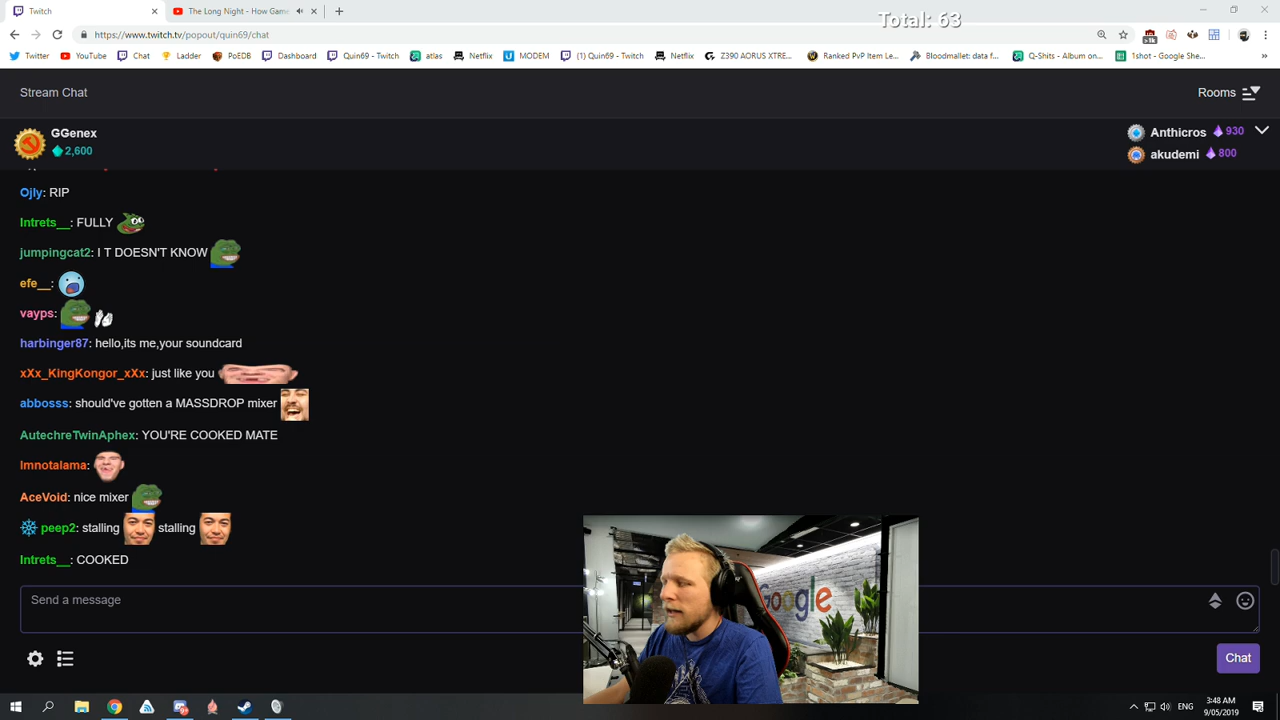 Twitch
The Long Night - How Game
Total: 63
https://www.twitch.tv/popout/quin69/chat
>1k
Twitter YouTube Chat Ladder PoEDB Dashboard Quin69 - Twitch atlas Netflix MODEM (1) Quin69 - Twitch Netflix Z390 AORUS XTRE... Ranked PvP Item Le... Bloodmallet: data f... Q-Shits - Album on... 1shot - Google She...
Stream Chat
Rooms
GGenex
2,600
Anthicros 930
akudemi 800
Ojly: RIP
Intrets__: FULLY
jumpingcat2: I T DOESN'T KNOW
efe__:
vayps:
harbinger87: hello,its me,your soundcard
xXx_KingKongor_xXx: just like you
abbosss: should've gotten a MASSDROP mixer
AutechreTwinAphex: YOU'RE COOKED MATE
Imnotalama:
AceVoid: nice mixer
peep2: stalling stalling
Intrets__: COOKED
Send a message
Google
Chat
ENG
3:48 AM
9/05/2019